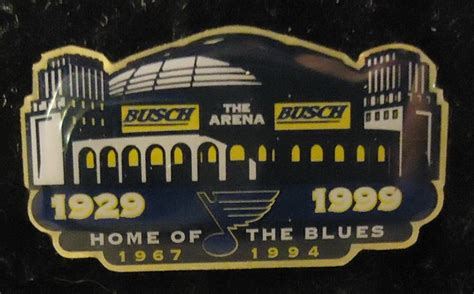 BUSCH THE ARENA BUSCH
1929 1999
HOME OF THE BLUES
1967 1994